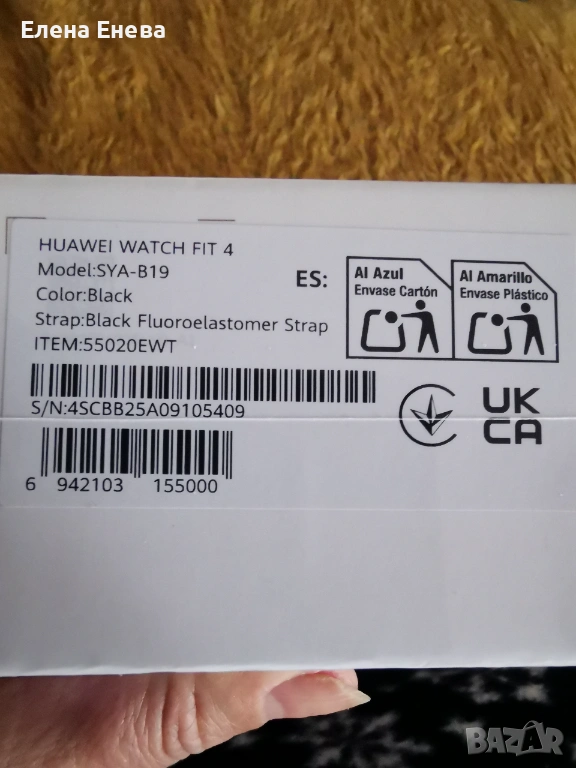 Елена Енева
HUAWEI WATCH FIT 4
Model:SYA-B19
Color:Black
Strap:Black Fluoroelastomer Strap
ITEM:55020EWT
S/N:4SCBB25A09105409
6 942103 155000
ES:
Al Azul
Envase Cartón
Al Amarillo
Envase Plástico
UK
CA
BAZAR